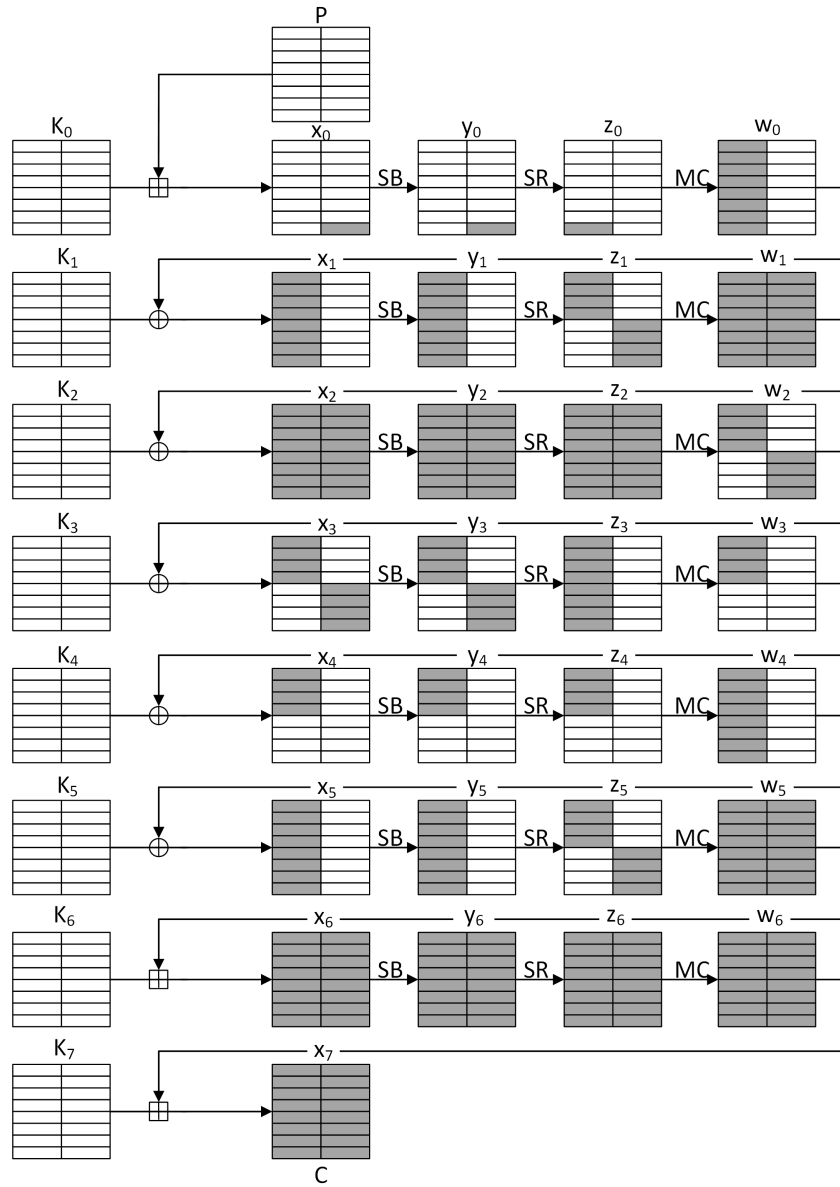 P
K₀ x₀ y₀ z₀ w₀
SB SR MC
K₁ x₁ y₁ z₁ w₁
SB SR MC
K₂ x₂ y₂ z₂ w₂
SB SR MC
K₃ x₃ y₃ z₃ w₃
SB SR MC
K₄ x₄ y₄ z₄ w₄
SB SR MC
K₅ x₅ y₅ z₅ w₅
SB SR MC
K₆ x₆ y₆ z₆ w₆
SB SR MC
K₇ x₇
C